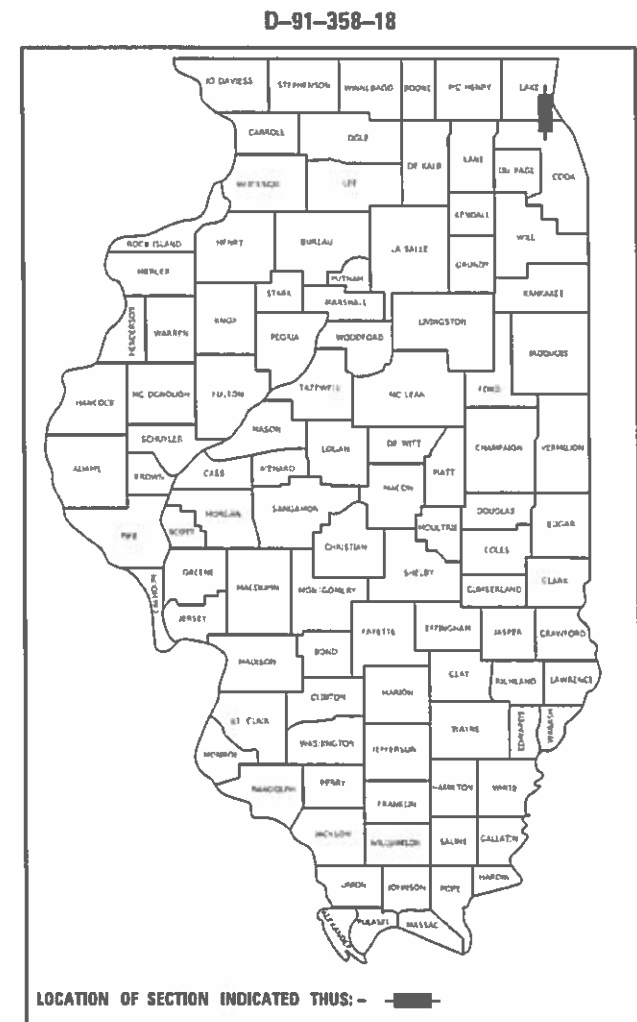 D-91-358-18
JO DAVIESS STEPHENSON WINNEBAGO BOONE MC HENRY LAKE
CARROLL OGLE
DE KALB KANE DU PAGE COOK
WHITESIDE LEE
KENDALL WILL
ROCK ISLAND HENRY BUREAU LA SALLE
MERCER PUTNAM GRUNDY
STARK MARSHALL KANKAKEE
HENDERSON WARREN KNOX LIVINGSTON
PEORIA WOODFORD IROQUOIS
HANCOCK MC DONOUGH FULTON TAZEWELL MC LEAN FORD
SCHUYLER MASON
ADAMS BROWN CASS MENARD LOGAN DE WITT PIATT CHAMPAIGN VERMILION
MACON
PIKE SCOTT MORGAN SANGAMON MOULTRIE DOUGLAS EDGAR
CHRISTIAN COLES
CALHOUN GREENE MACOUPIN MONTGOMERY SHELBY CUMBERLAND CLARK
JERSEY
FAYETTE EFFINGHAM JASPER CRAWFORD
MADISON BOND
CLAY RICHLAND LAWRENCE
CLINTON MARION
ST CLAIR WAYNE EDWARDS WABASH
MONROE WASHINGTON JEFFERSON
RANDOLPH PERRY HAMILTON WHITE
FRANKLIN
JACKSON WILLIAMSON SALINE GALLATIN
UNION JOHNSON POPE HARDIN
ALEXANDER PULASKI MASSAC
LOCATION OF SECTION INDICATED THUS: -